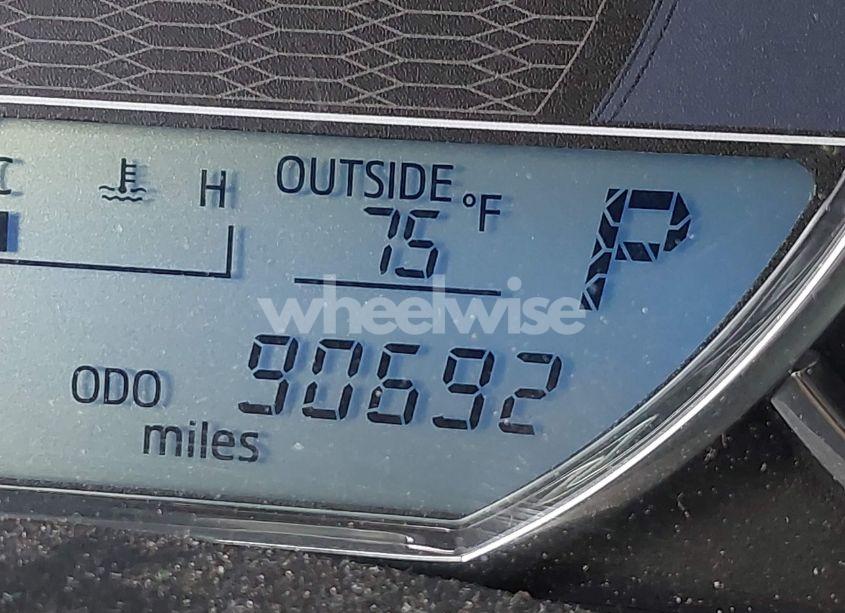 H
OUTSIDE
75 °F
P
wheelwise
ODO 90692
miles